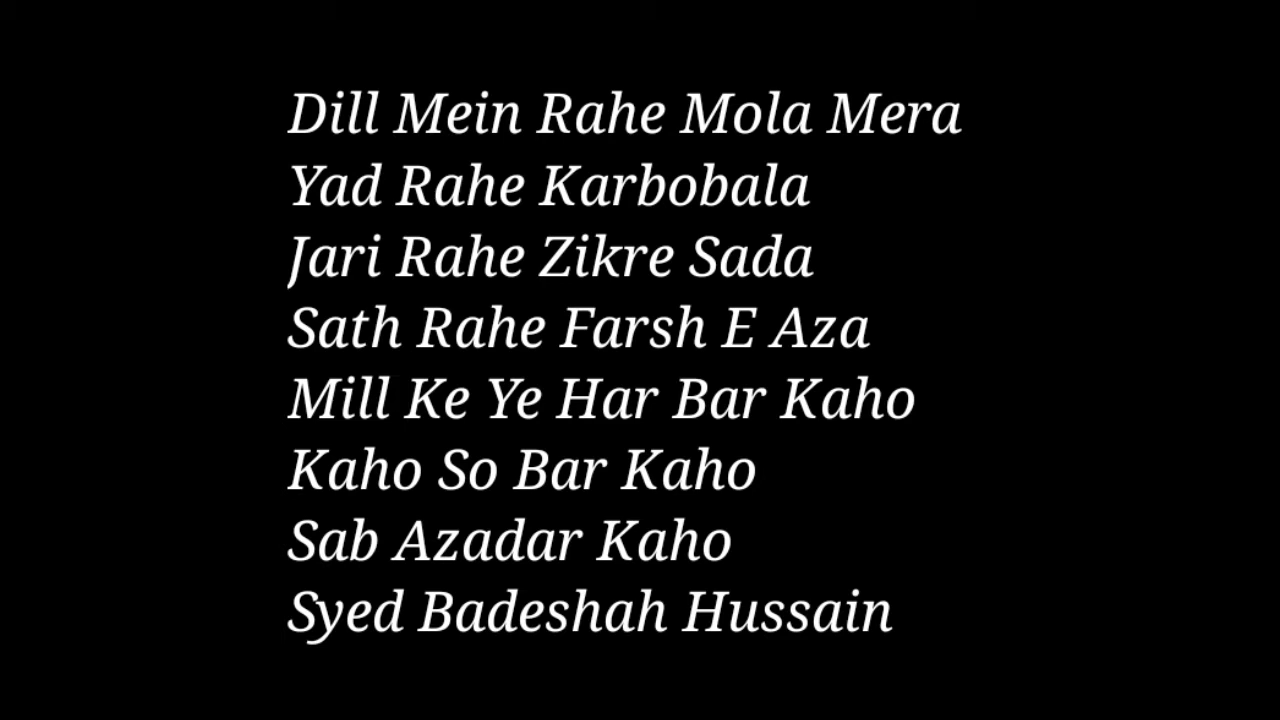 Dill Mein Rahe Mola Mera
Yad Rahe Karbobala
Jari Rahe Zikre Sada
Sath Rahe Farsh E Aza
Mill Ke Ye Har Bar Kaho
Kaho So Bar Kaho
Sab Azadar Kaho
Syed Badeshah Hussain